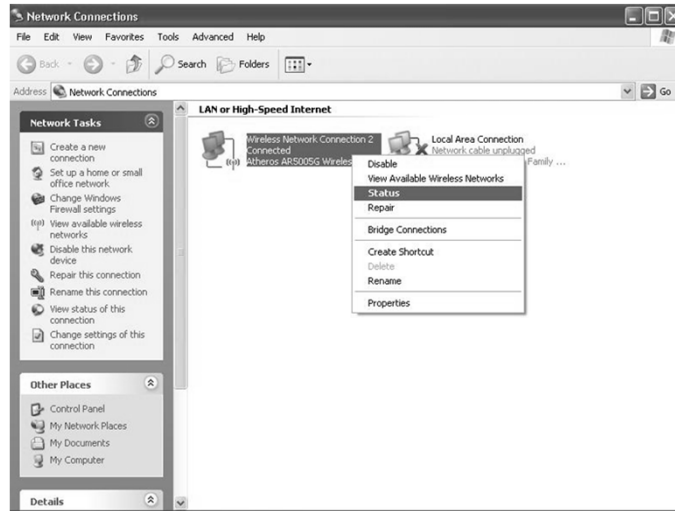 Network Connections
File Edit View Favorites Tools Advanced Help
Back Search Folders
Address Network Connections Go
Network Tasks
Create a new
connection
Set up a home or small
office network
Change Windows
Firewall settings
View available wireless
networks
Disable this network
device
Repair this connection
Rename this connection
View status of this
connection
Change settings of this
connection
Other Places
Control Panel
My Network Places
My Documents
My Computer
Details
LAN or High-Speed Internet
Wireless Network Connection 2
Connected
Atheros AR5005G Wireless
Local Area Connection
Network cable unplugged
Family ...
Disable
View Available Wireless Networks
Status
Repair
Bridge Connections
Create Shortcut
Delete
Rename
Properties